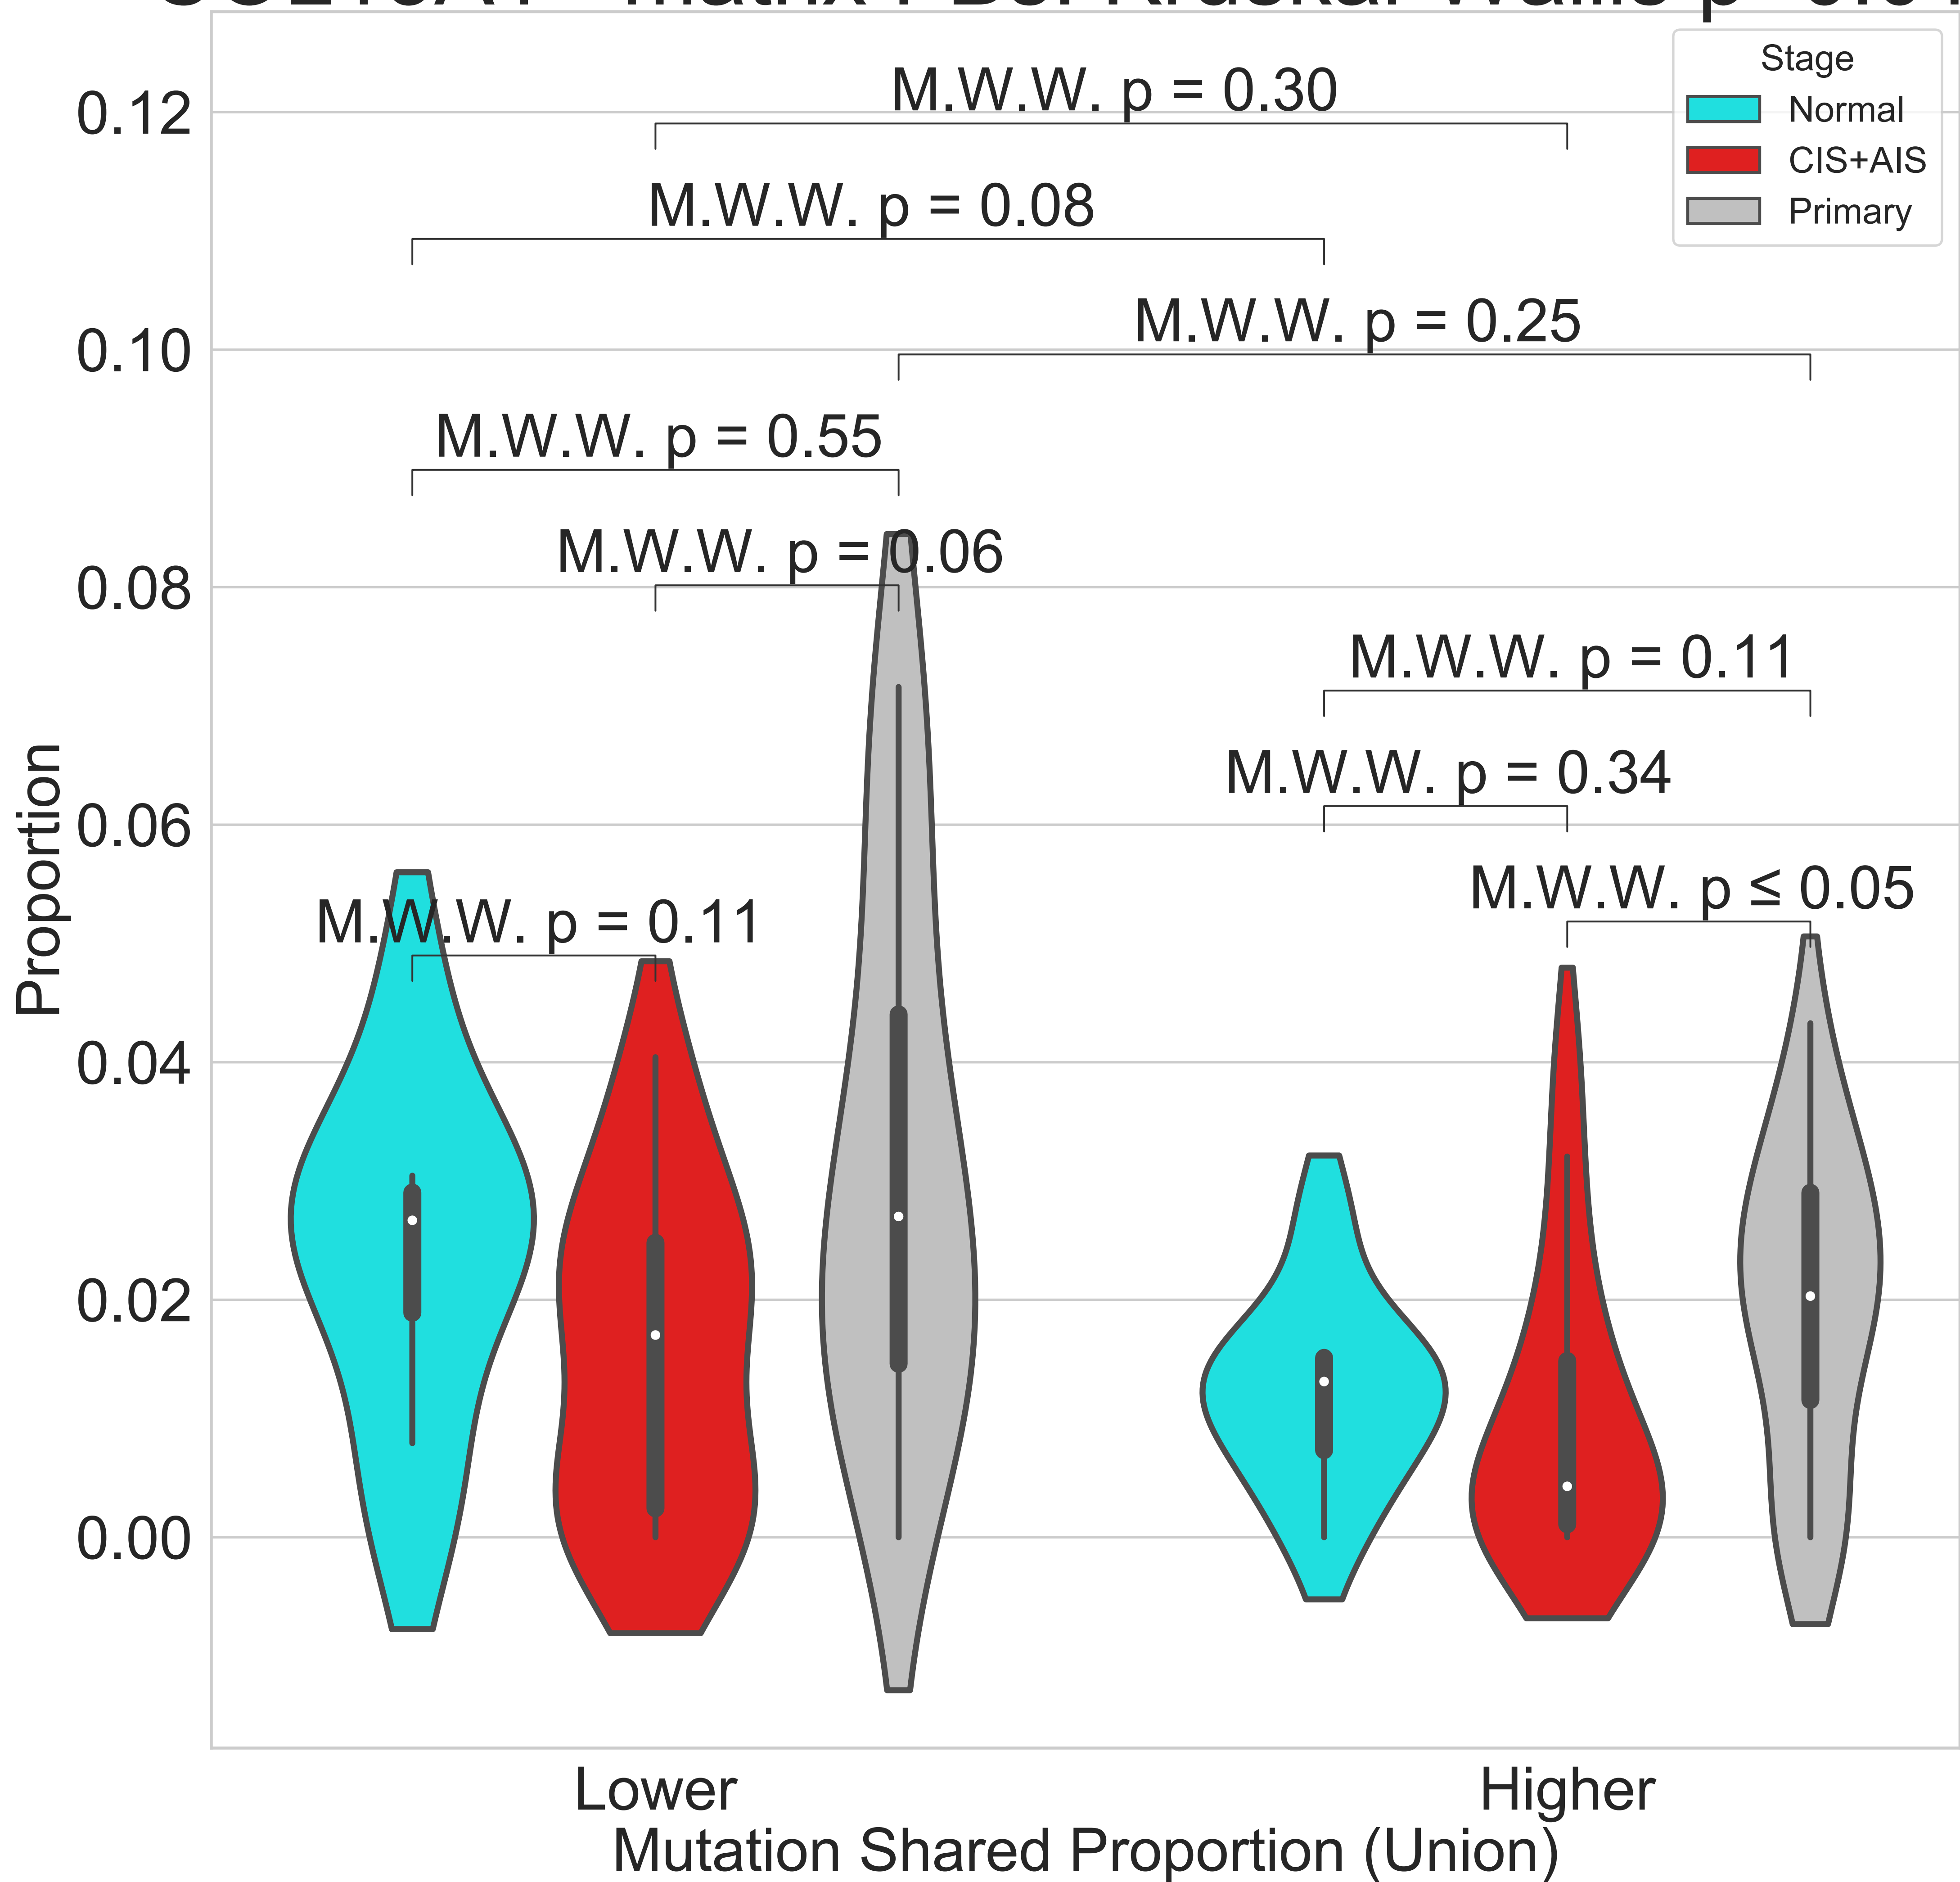 Stage
Normal
CIS+AIS
Primary
M.W.W. p = 0.30
M.W.W. p = 0.08
M.W.W. p = 0.25
M.W.W. p = 0.55
M.W.W. p = 0.06
M.W.W. p = 0.11
M.W.W. p = 0.34
M.W.W. p ≤ 0.05
M.W.W. p = 0.11
0.12
0.10
0.08
0.06
0.04
0.02
0.00
Proportion
Lower
Higher
Mutation Shared Proportion (Union)